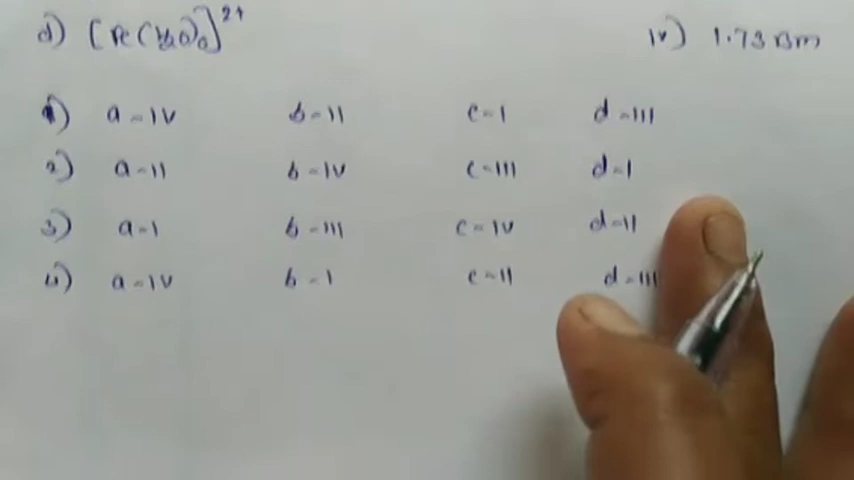 d) [Fe(H2O)6]2+ iv) 1.73 BM
1) a-iv b-ii c-i d-iii
2) a-ii b-iv c-iii d-i
3) a-i b-iii c-iv d-ii
4) a-iv b-i c-ii d-iii